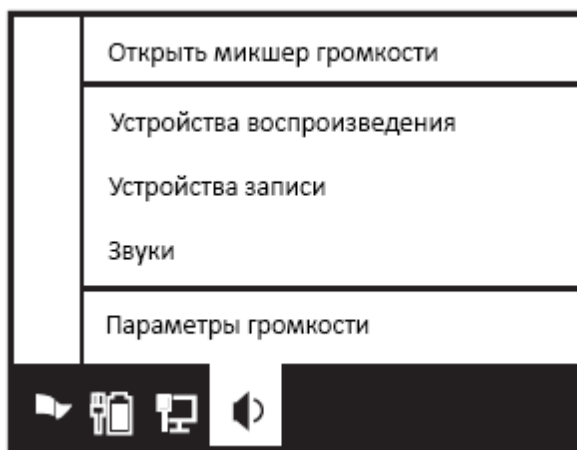 Открыть микшер громкости
Устройства воспроизведения
Устройства записи
Звуки
Параметры громкости